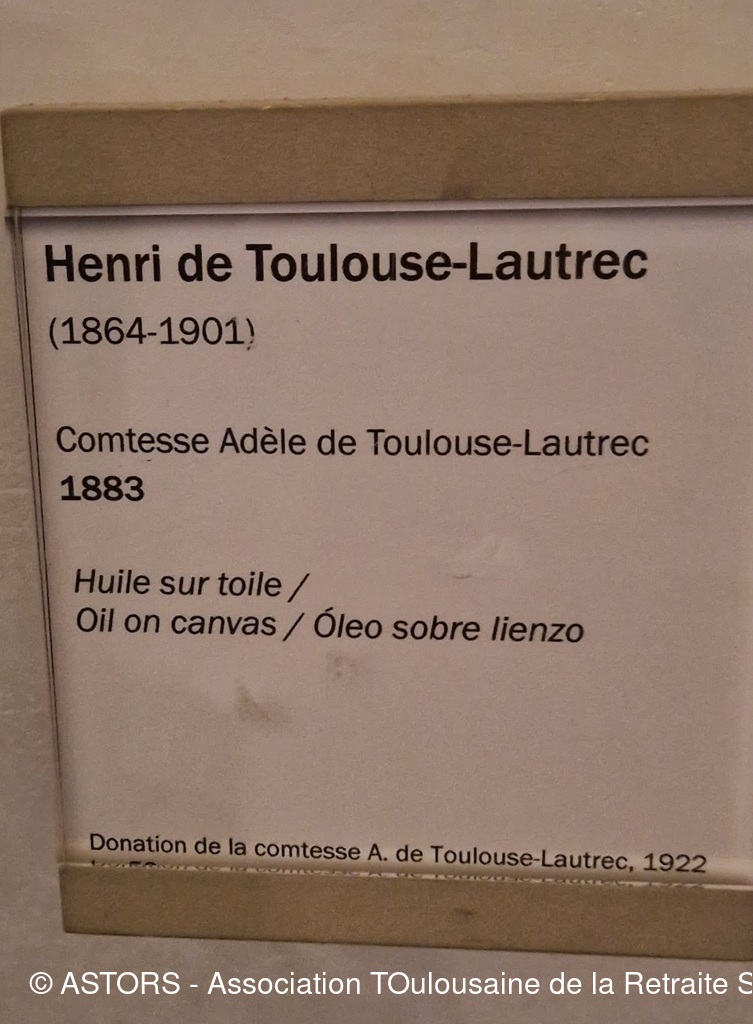 Henri de Toulouse-Lautrec
(1864-1901)
Comtesse Adèle de Toulouse-Lautrec
1883
Huile sur toile /
Oil on canvas / Óleo sobre lienzo
Donation de la comtesse A. de Toulouse-Lautrec, 1922
© ASTORS - Association TOulousaine de la Retraite S